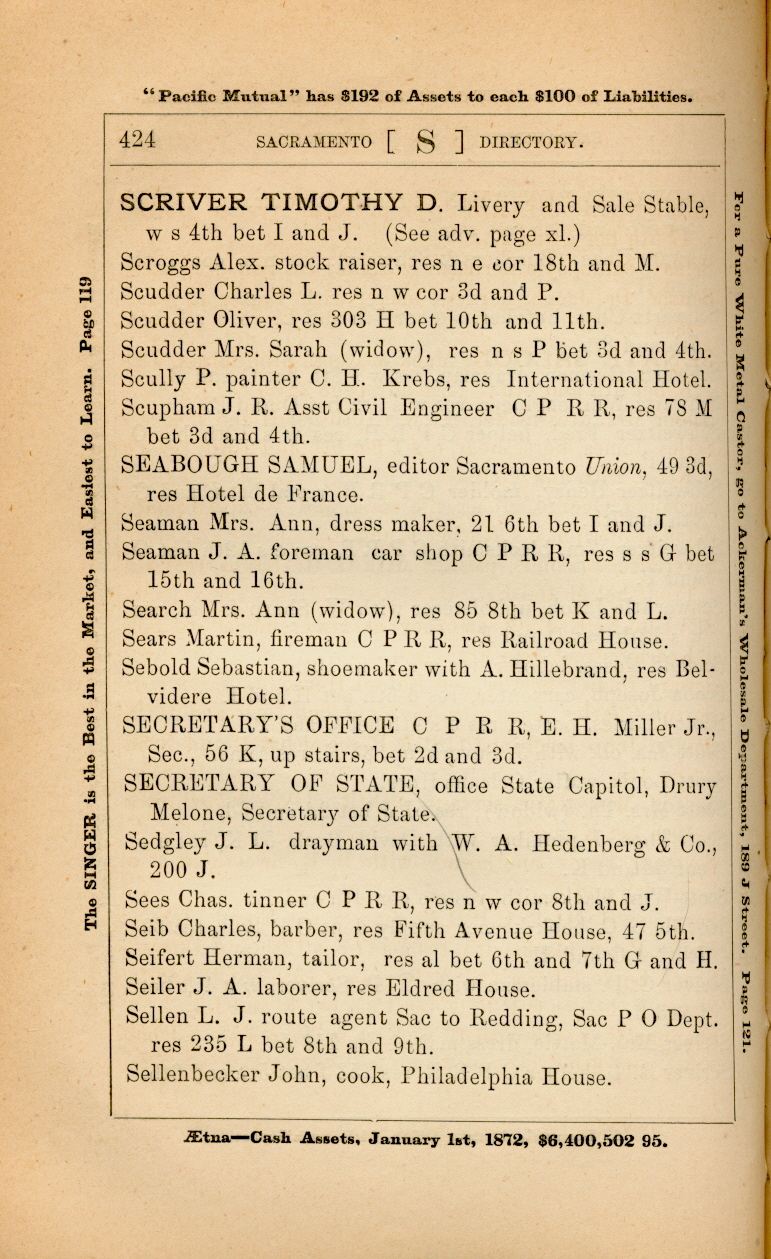 “Pacific Mutual” has $192 of Assets to each $100 of Liabilities.
424 SACRAMENTO [ S ] DIRECTORY.
SCRIVER TIMOTHY D. Livery and Sale Stable,
w s 4th bet I and J. (See adv. page xl.)
Scroggs Alex. stock raiser, res n e cor 18th and M.
Scudder Charles L. res n w cor 3d and P.
Scudder Oliver, res 303 H bet 10th and 11th.
Scudder Mrs. Sarah (widow), res n s P bet 3d and 4th.
Scully P. painter C. H. Krebs, res International Hotel.
Scupham J. R. Asst Civil Engineer C P R R, res 78 M
bet 3d and 4th.
SEABOUGH SAMUEL, editor Sacramento Union, 49 3d,
res Hotel de France.
Seaman Mrs. Ann, dress maker, 21 6th bet I and J.
Seaman J. A. foreman car shop C P R R, res s s G bet
15th and 16th.
Search Mrs. Ann (widow), res 85 8th bet K and L.
Sears Martin, fireman C P R R, res Railroad House.
Sebold Sebastian, shoemaker with A. Hillebrand, res Bel-
videre Hotel.
SECRETARY'S OFFICE C P R R, E. H. Miller Jr.,
Sec., 56 K, up stairs, bet 2d and 3d.
SECRETARY OF STATE, office State Capitol, Drury
Melone, Secretary of State.
Sedgley J. L. drayman with W. A. Hedenberg & Co.,
200 J.
Sees Chas. tinner C P R R, res n w cor 8th and J.
Seib Charles, barber, res Fifth Avenue House, 47 5th.
Seifert Herman, tailor, res al bet 6th and 7th G and H.
Seiler J. A. laborer, res Eldred House.
Sellen L. J. route agent Sac to Redding, Sac P O Dept.
res 235 L bet 8th and 9th.
Sellenbecker John, cook, Philadelphia House.
Ætna—Cash Assets, January 1st, 1872, $6,400,502 95.
The SINGER is the Best in the Market, and Easiest to Learn. Page 119
For a Pure White Metal Castor, go to Ackerman's Wholesale Department, 189 J Street. Page 121.